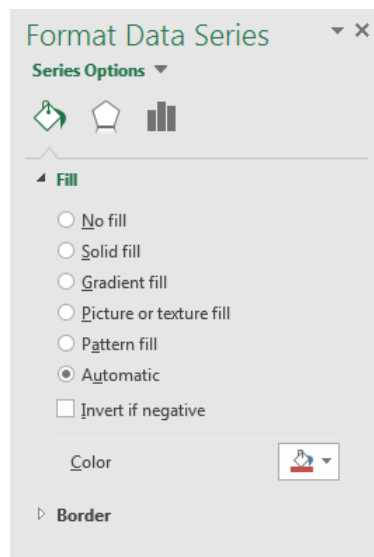 Format Data Series
Series Options
Fill
No fill
Solid fill
Gradient fill
Picture or texture fill
Pattern fill
Automatic
Invert if negative
Color
Border